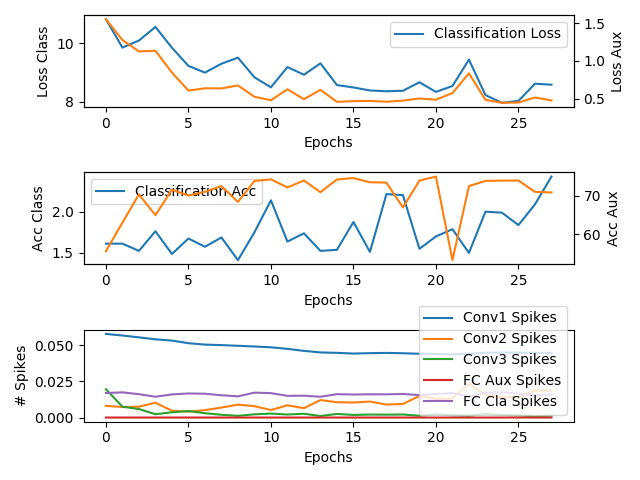 Loss Class
10
8
Classification Loss
1.5
1.0
0.5
Loss Aux
0 5 10 15 20 25
Epochs
Acc Class
2.0
1.5
Classification Acc
70
60
Acc Aux
0 5 10 15 20 25
Epochs
# Spikes
0.050
0.025
0.000
Conv1 Spikes
Conv2 Spikes
Conv3 Spikes
FC Aux Spikes
FC Cla Spikes
0 5 10 15 20 25
Epochs